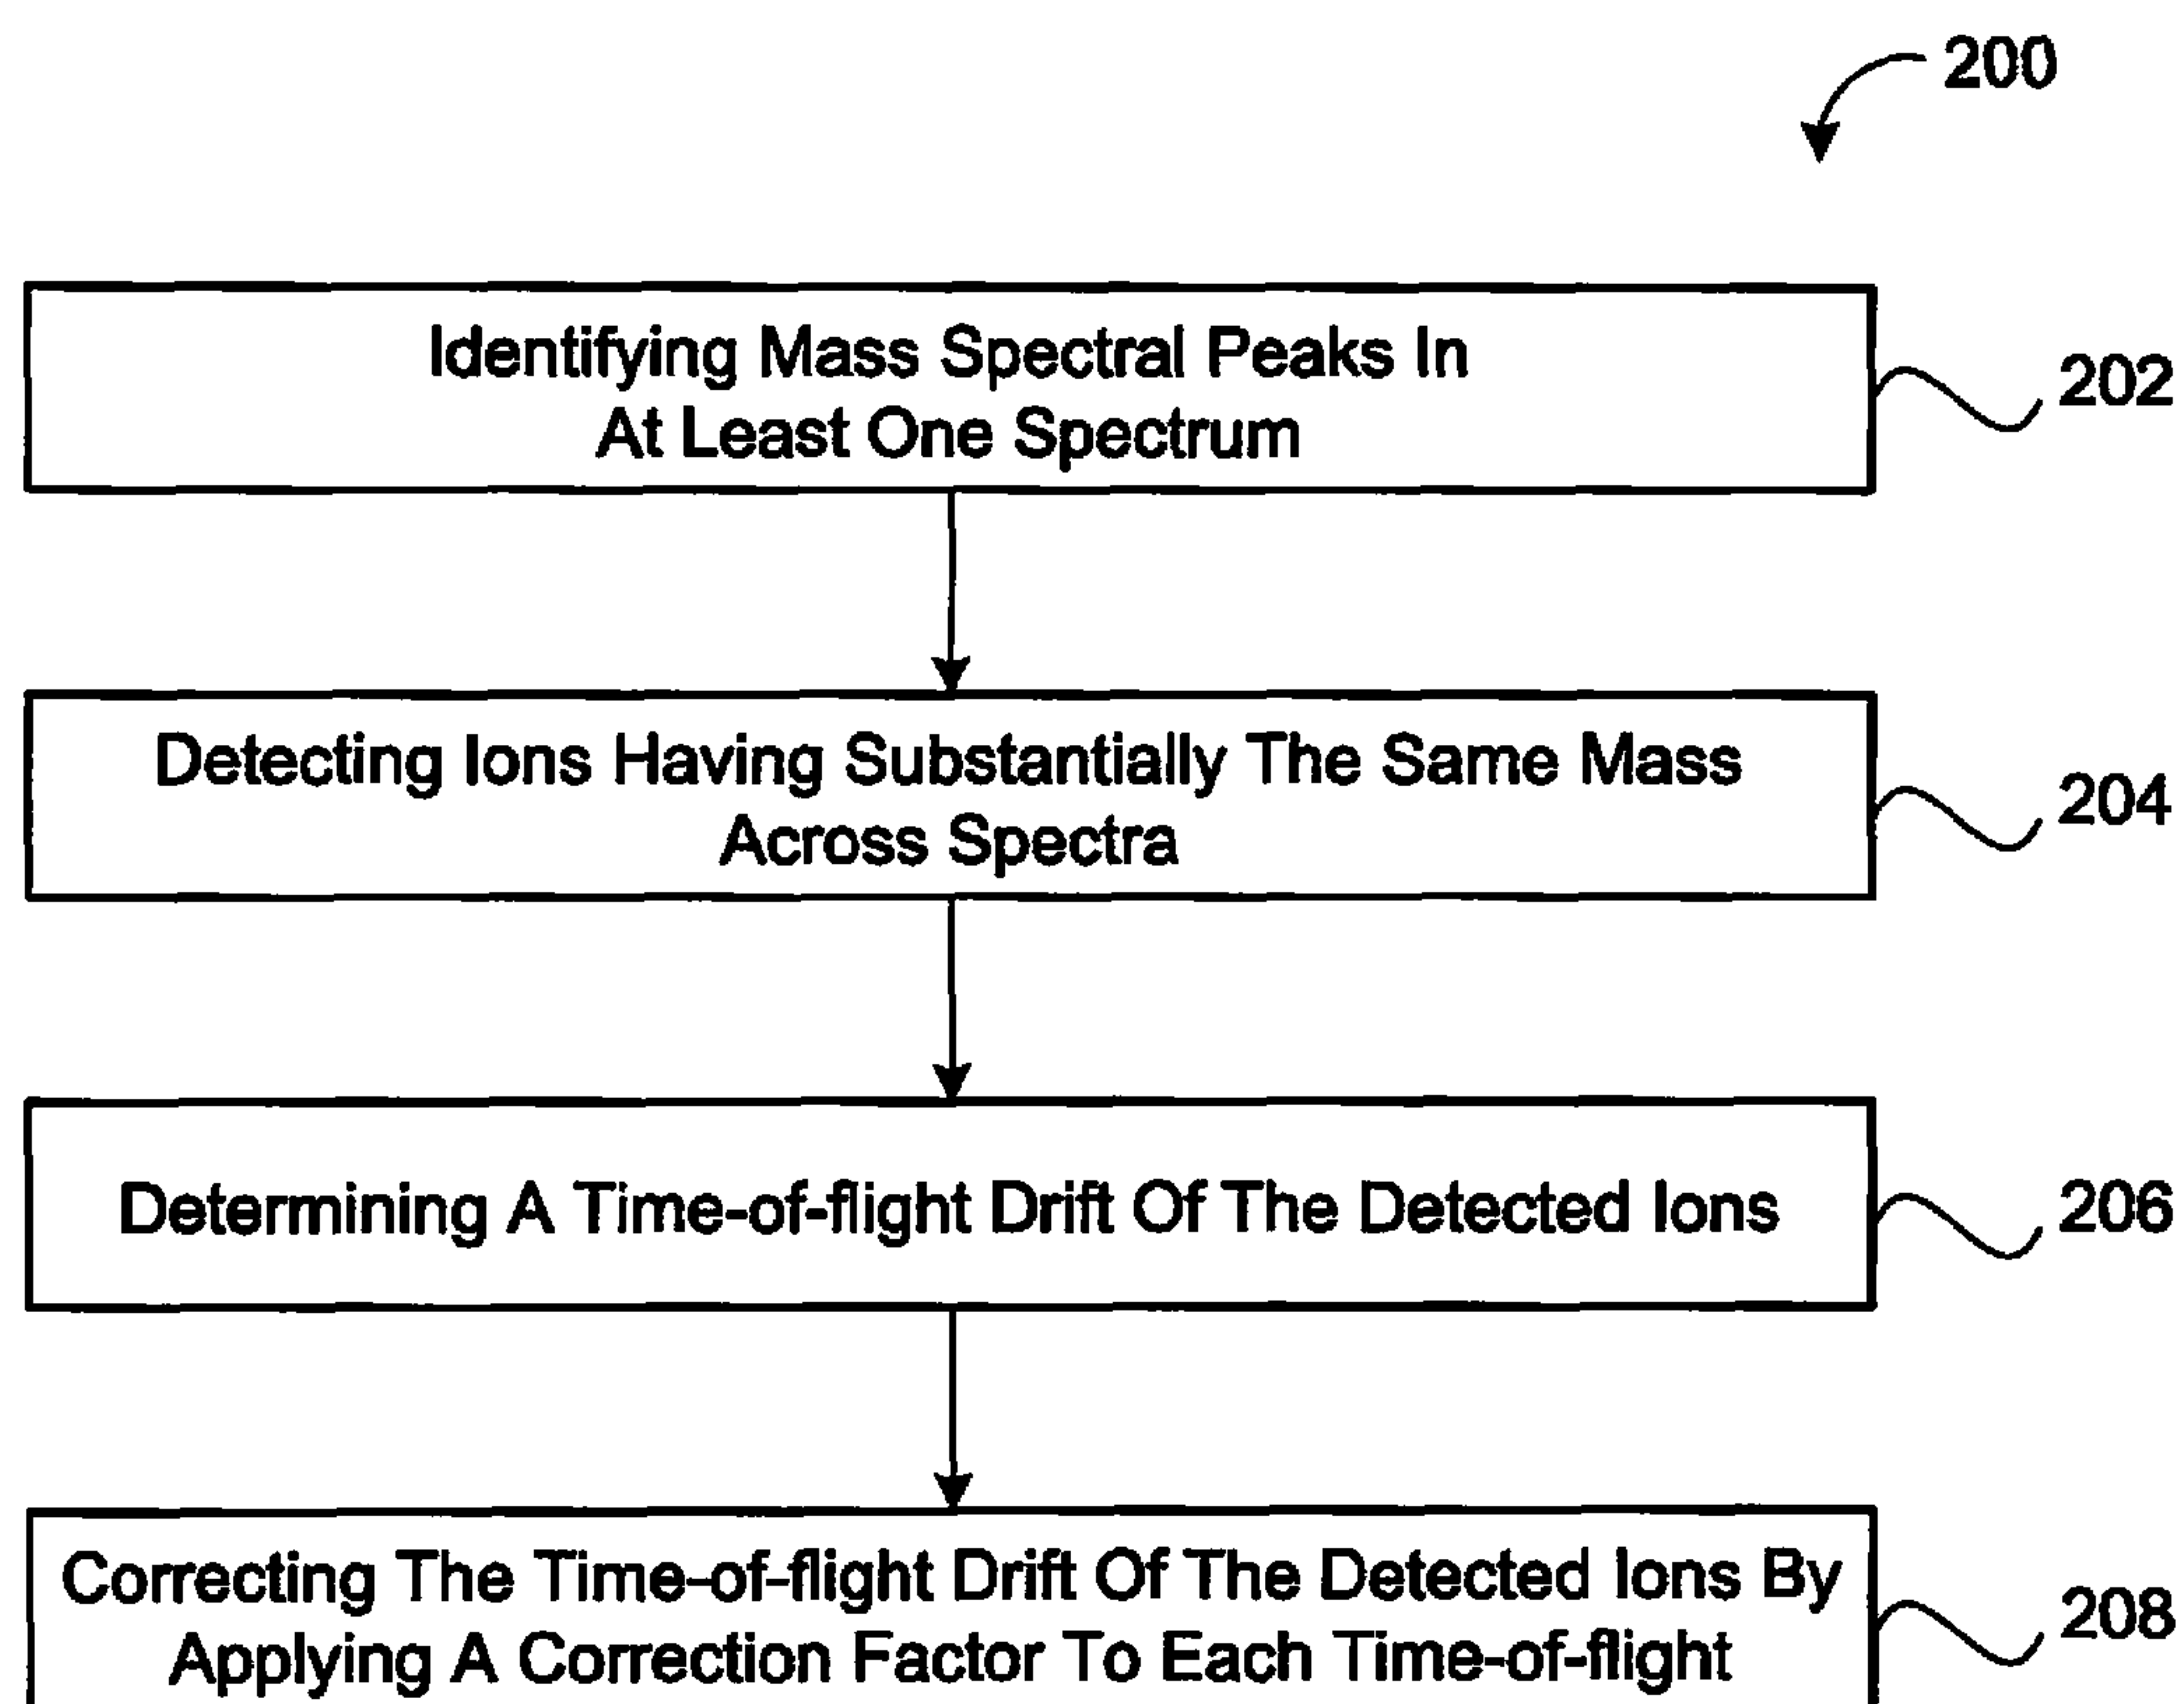 200
Identifying Mass Spectral Peaks In
At Least One Spectrum
202
Detecting Ions Having Substantially The Same Mass
Across Spectra
204
Determining A Time-of-flight Drift Of The Detected Ions
206
Correcting The Time-of-flight Drift Of The Detected Ions By
Applying A Correction Factor To Each Time-of-flight
208